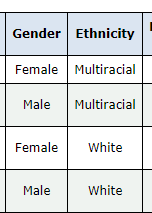 Gender Ethnicity
Female Multiracial
Male Multiracial
Female White
Male White